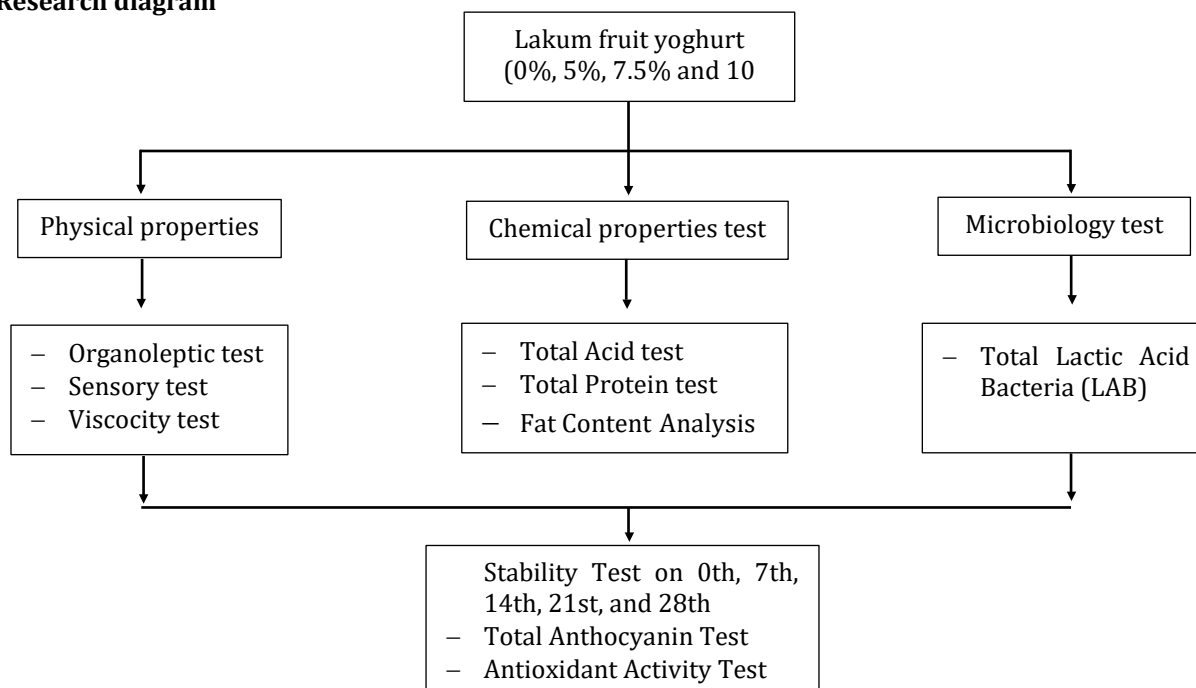 Research diagram
Lakum fruit yoghurt
(0%, 5%, 7.5% and 10
Physical properties
Chemical properties test
Microbiology test
– Organoleptic test
– Sensory test
– Viscocity test
– Total Acid test
– Total Protein test
– Fat Content Analysis
– Total Lactic Acid
Bacteria (LAB)
Stability Test on 0th, 7th,
14th, 21st, and 28th
– Total Anthocyanin Test
– Antioxidant Activity Test